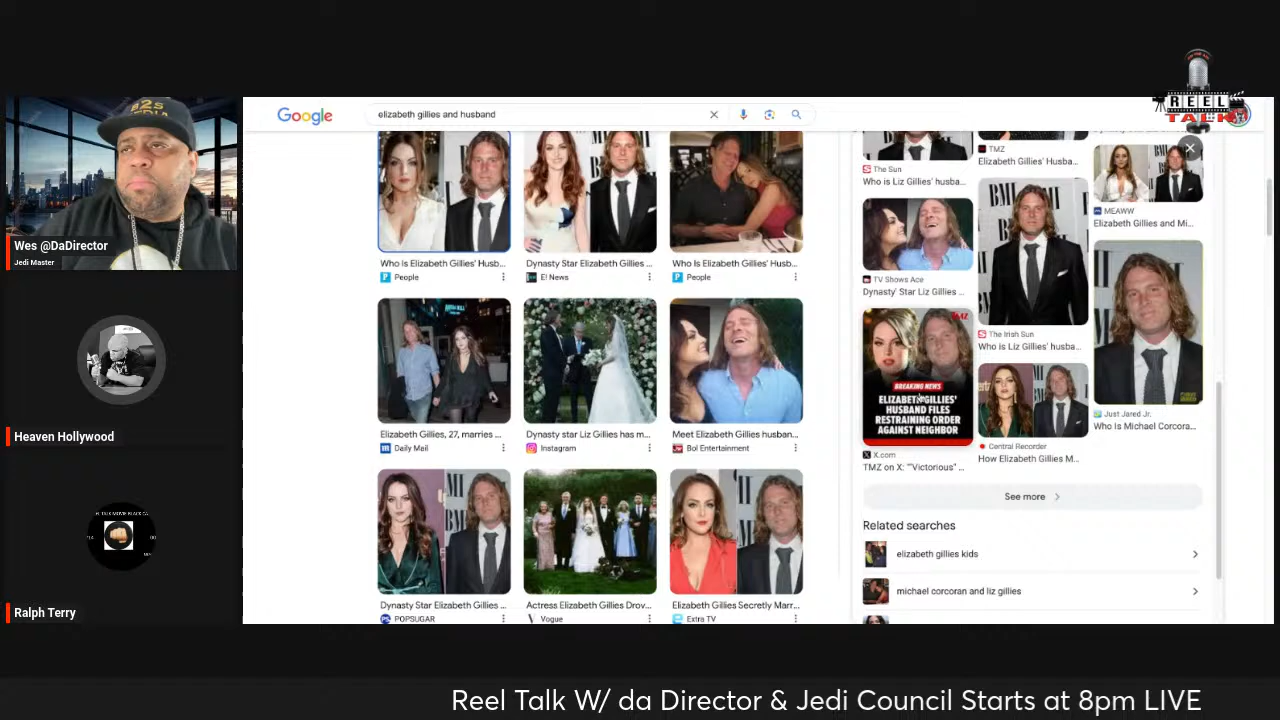 REEL
TALK
Google
elizabeth gillies and husband
B2S
Wes @DaDirector
Jedi Master
Heaven Hollywood
Ralph Terry
BMI
Who Is Elizabeth Gillies' Husb...
People
Dynasty Star Elizabeth Gillies ...
E! News
Who Is Elizabeth Gillies' Husb...
People
Elizabeth Gillies, 27, marries ...
Daily Mail
Dynasty star Liz Gillies has m...
Instagram
Meet Elizabeth Gillies husban...
Bol Entertainment
Dynasty Star Elizabeth Gillies ...
POPSUGAR
Actress Elizabeth Gillies Drov...
Vogue
Elizabeth Gillies Secretly Marr...
Extra TV
The Sun
Who is Liz Gillies' husba...
TV Shows Ace
Dynasty' Star Liz Gillies ...
TMZ
BREAKING NEWS
ELIZABETH GILLIES'
HUSBAND FILES
RESTRAINING ORDER
AGAINST NEIGHBOR
X.com
TMZ on X: "“Victorious” ...
TMZ
Elizabeth Gillies' Husba...
BMI
The Irish Sun
Who is Liz Gillies' husba...
Central Recorder
How Elizabeth Gillies M...
MEAWW
Elizabeth Gillies and Mi...
Just Jared Jr.
Who Is Michael Corcora...
See more
Related searches
elizabeth gillies kids
michael corcoran and liz gillies
Reel Talk W/ da Director & Jedi Council Starts at 8pm LIVE